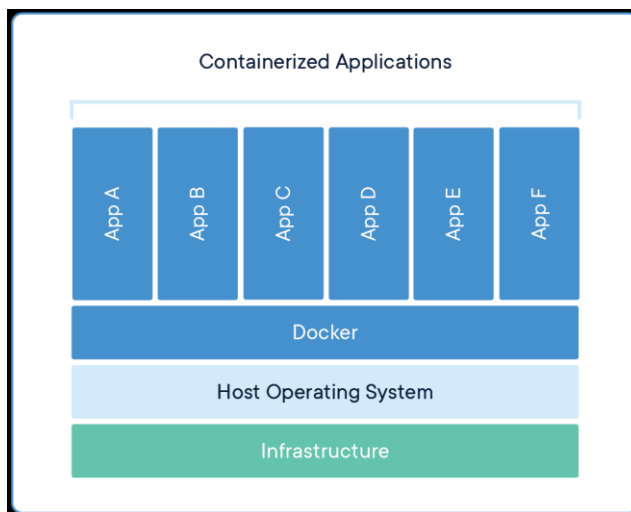 Containerized Applications
App A
App B
App C
App D
App E
App F
Docker
Host Operating System
Infrastructure